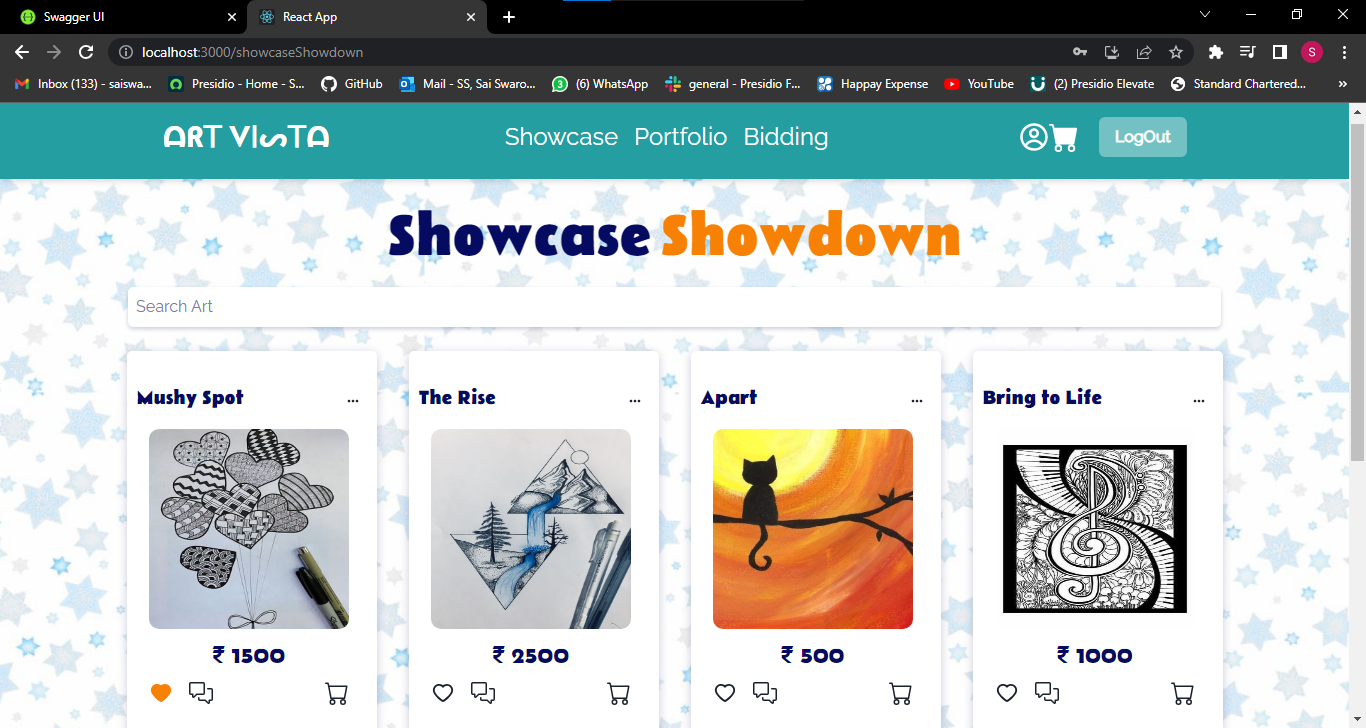 Swagger UI
React App
localhost:3000/showcaseShowdown
S
Inbox (133) - saiswa...
Presidio - Home - S...
GitHub
Mail - SS, Sai Swaro...
3
(6) WhatsApp
general - Presidio F...
Happay Expense
YouTube
(2) Presidio Elevate
Standard Chartered...
»
ART VISTA
Showcase Portfolio Bidding
LogOut
Showcase Showdown
Search Art
Mushy Spot ...
The Rise ...
Apart ...
Bring to Life ...
₹ 1500
₹ 2500
₹ 500
₹ 1000